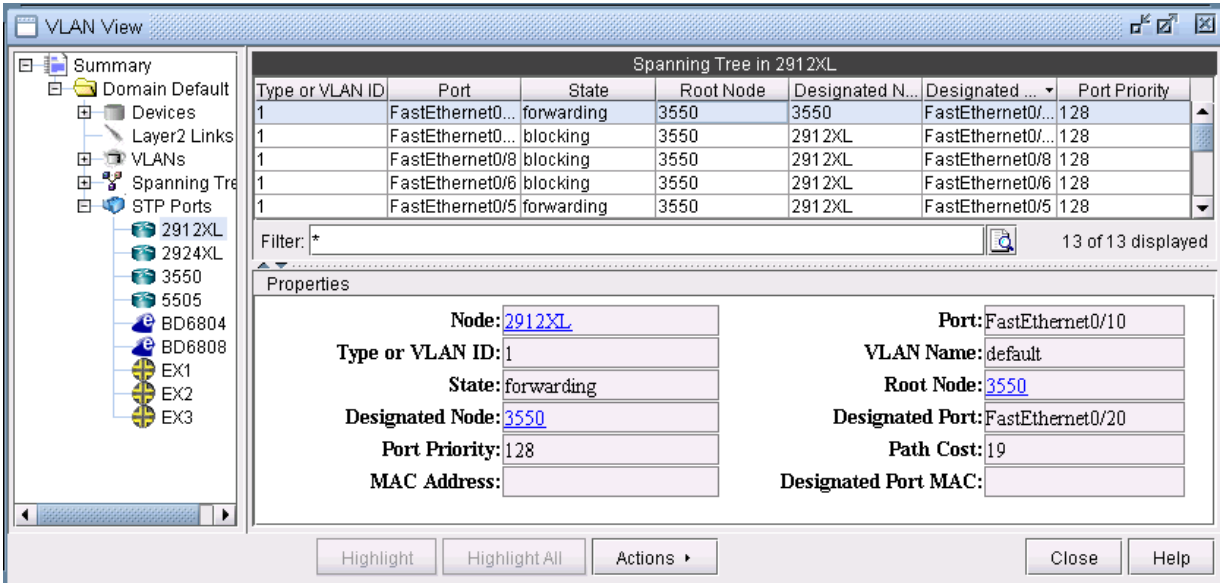 VLAN View
Summary
Domain Default
Devices
Layer2 Links
VLANs
Spanning Tre
STP Ports
2912XL
2924XL
3550
5505
BD6804
BD6808
EX1
EX2
EX3
Spanning Tree in 2912XL
Type or VLAN ID Port State Root Node Designated N... Designated ... Port Priority
1 FastEthernet0... forwarding 3550 3550 FastEthernet0/... 128
1 FastEthernet0... blocking 3550 2912XL FastEthernet0/... 128
1 FastEthernet0/8 blocking 3550 2912XL FastEthernet0/8 128
1 FastEthernet0/6 blocking 3550 2912XL FastEthernet0/6 128
1 FastEthernet0/5 forwarding 3550 2912XL FastEthernet0/5 128
Filter: * 13 of 13 displayed
Properties
Node: 2912XL Port: FastEthernet0/10
Type or VLAN ID: 1 VLAN Name: default
State: forwarding Root Node: 3550
Designated Node: 3550 Designated Port: FastEthernet0/20
Port Priority: 128 Path Cost: 19
MAC Address: Designated Port MAC:
Highlight Highlight All Actions Close Help